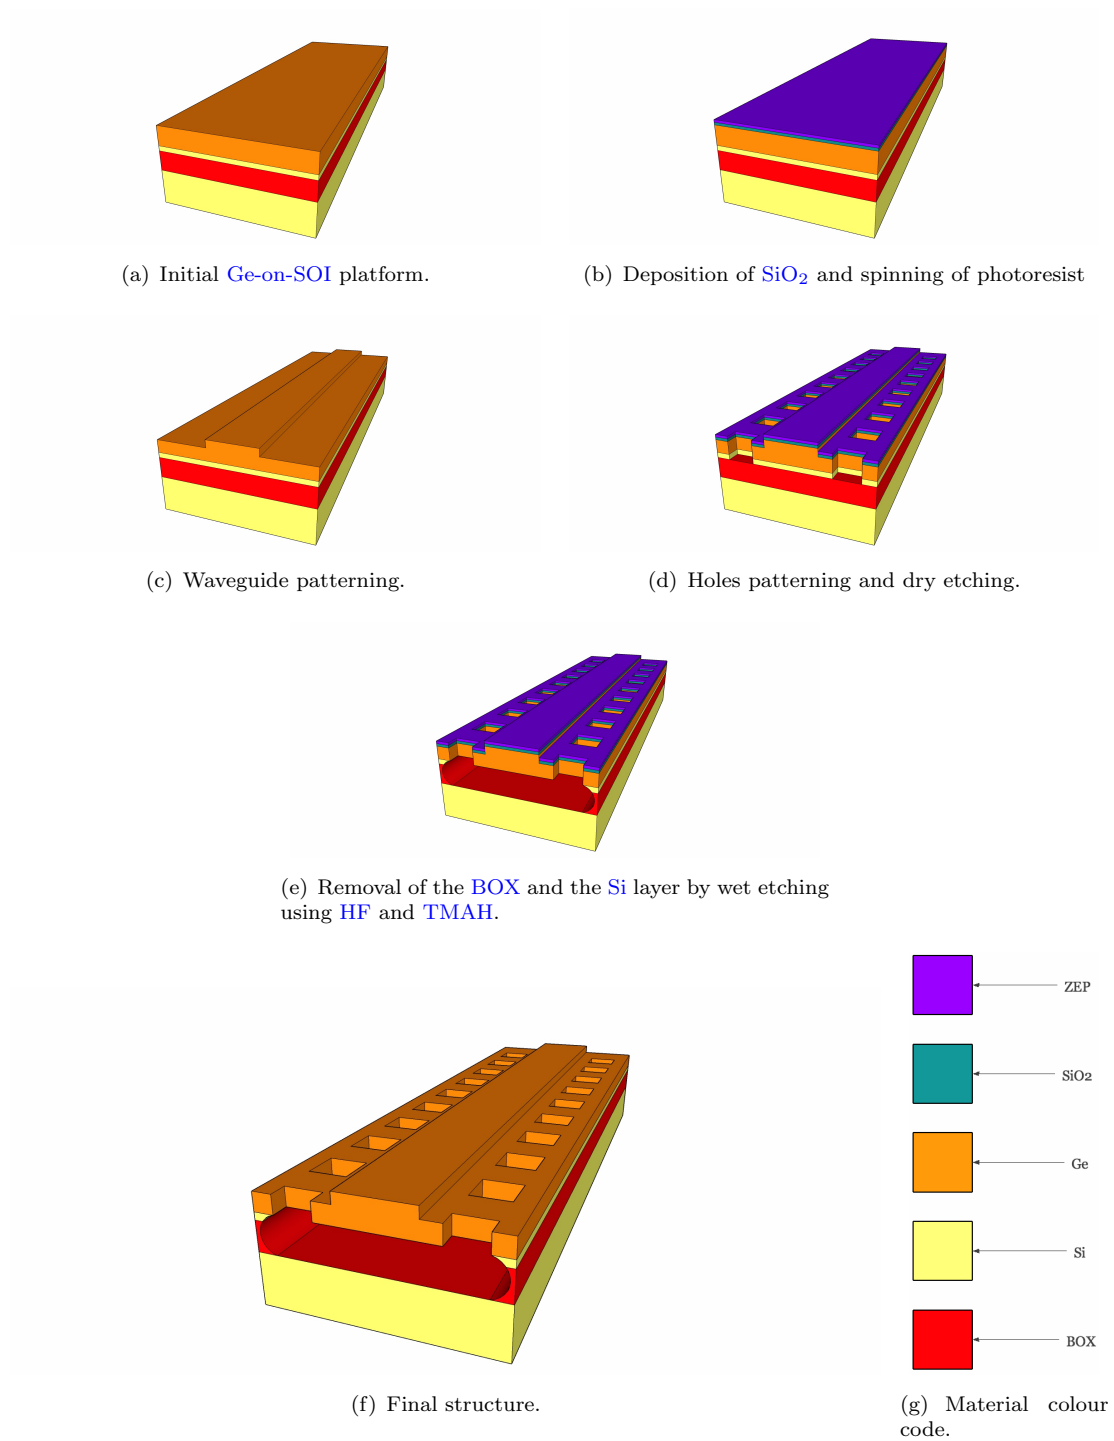 (a) Initial Ge-on-SOI platform.
(b) Deposition of SiO₂ and spinning of photoresist
(c) Waveguide patterning.
(d) Holes patterning and dry etching.
(e) Removal of the BOX and the Si layer by wet etching
using HF and TMAH.
ZEP
SiO2
Ge
Si
BOX
(f) Final structure.
(g) Material colour
code.